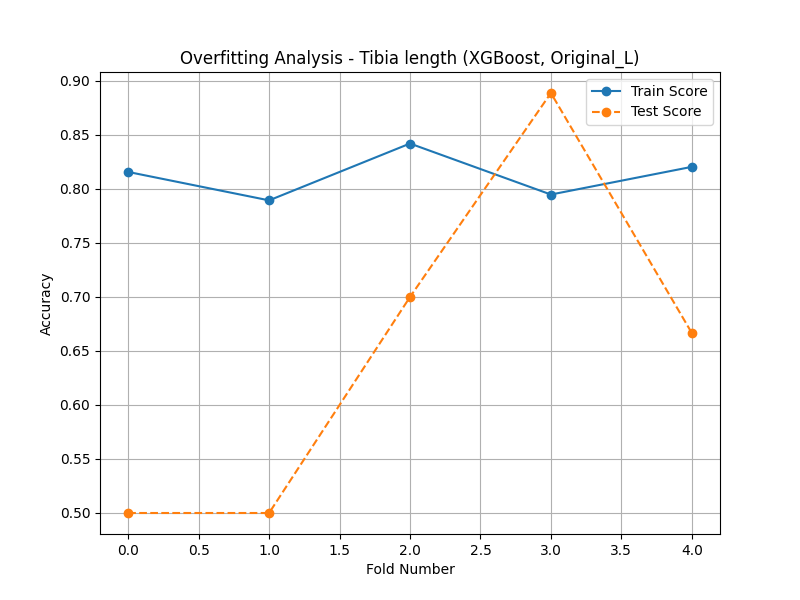 Overfitting Analysis - Tibia length (XGBoost, Original_L)
Train Score
Test Score
0.90
0.85
0.80
0.75
0.70
0.65
0.60
0.55
0.50
Accuracy
0.0 0.5 1.0 1.5 2.0 2.5 3.0 3.5 4.0
Fold Number